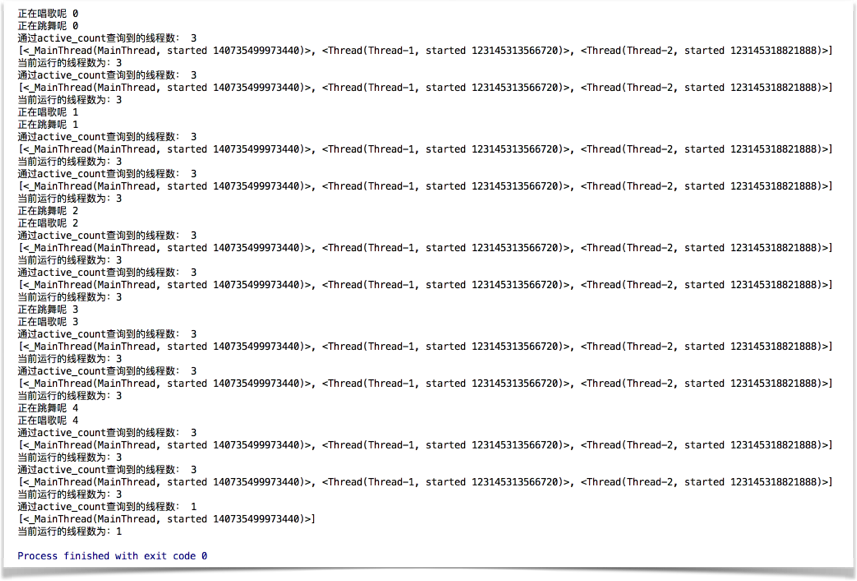 正在唱歌呢 0
正在跳舞呢 0
通过active_count查询到的线程数： 3
[<_MainThread(MainThread, started 140735499973440)>, <Thread(Thread-1, started 123145313566720)>, <Thread(Thread-2, started 123145318821888)>]
当前运行的线程数为：3
通过active_count查询到的线程数： 3
[<_MainThread(MainThread, started 140735499973440)>, <Thread(Thread-1, started 123145313566720)>, <Thread(Thread-2, started 123145318821888)>]
当前运行的线程数为：3
正在唱歌呢 1
正在跳舞呢 1
通过active_count查询到的线程数： 3
[<_MainThread(MainThread, started 140735499973440)>, <Thread(Thread-1, started 123145313566720)>, <Thread(Thread-2, started 123145318821888)>]
当前运行的线程数为：3
通过active_count查询到的线程数： 3
[<_MainThread(MainThread, started 140735499973440)>, <Thread(Thread-1, started 123145313566720)>, <Thread(Thread-2, started 123145318821888)>]
当前运行的线程数为：3
正在跳舞呢 2
正在唱歌呢 2
通过active_count查询到的线程数： 3
[<_MainThread(MainThread, started 140735499973440)>, <Thread(Thread-1, started 123145313566720)>, <Thread(Thread-2, started 123145318821888)>]
当前运行的线程数为：3
通过active_count查询到的线程数： 3
[<_MainThread(MainThread, started 140735499973440)>, <Thread(Thread-1, started 123145313566720)>, <Thread(Thread-2, started 123145318821888)>]
当前运行的线程数为：3
正在跳舞呢 3
正在唱歌呢 3
通过active_count查询到的线程数： 3
[<_MainThread(MainThread, started 140735499973440)>, <Thread(Thread-1, started 123145313566720)>, <Thread(Thread-2, started 123145318821888)>]
当前运行的线程数为：3
通过active_count查询到的线程数： 3
[<_MainThread(MainThread, started 140735499973440)>, <Thread(Thread-1, started 123145313566720)>, <Thread(Thread-2, started 123145318821888)>]
当前运行的线程数为：3
正在跳舞呢 4
正在唱歌呢 4
通过active_count查询到的线程数： 3
[<_MainThread(MainThread, started 140735499973440)>, <Thread(Thread-1, started 123145313566720)>, <Thread(Thread-2, started 123145318821888)>]
当前运行的线程数为：3
通过active_count查询到的线程数： 3
[<_MainThread(MainThread, started 140735499973440)>, <Thread(Thread-1, started 123145313566720)>, <Thread(Thread-2, started 123145318821888)>]
当前运行的线程数为：3
通过active_count查询到的线程数： 1
[<_MainThread(MainThread, started 140735499973440)>]
当前运行的线程数为：1
Process finished with exit code 0